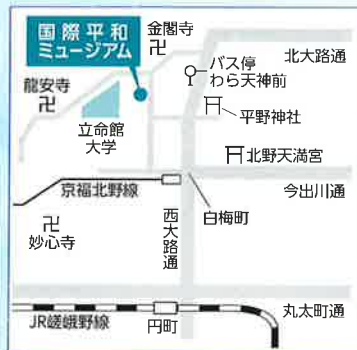 国際平和
ミュージアム
金閣寺
北大路通
バス停
わら天神前
龍安寺
平野神社
立命館
大学
北野天満宮
京福北野線
今出川通
白梅町
西大路通
妙心寺
丸太町通
JR嵯峨野線
円町